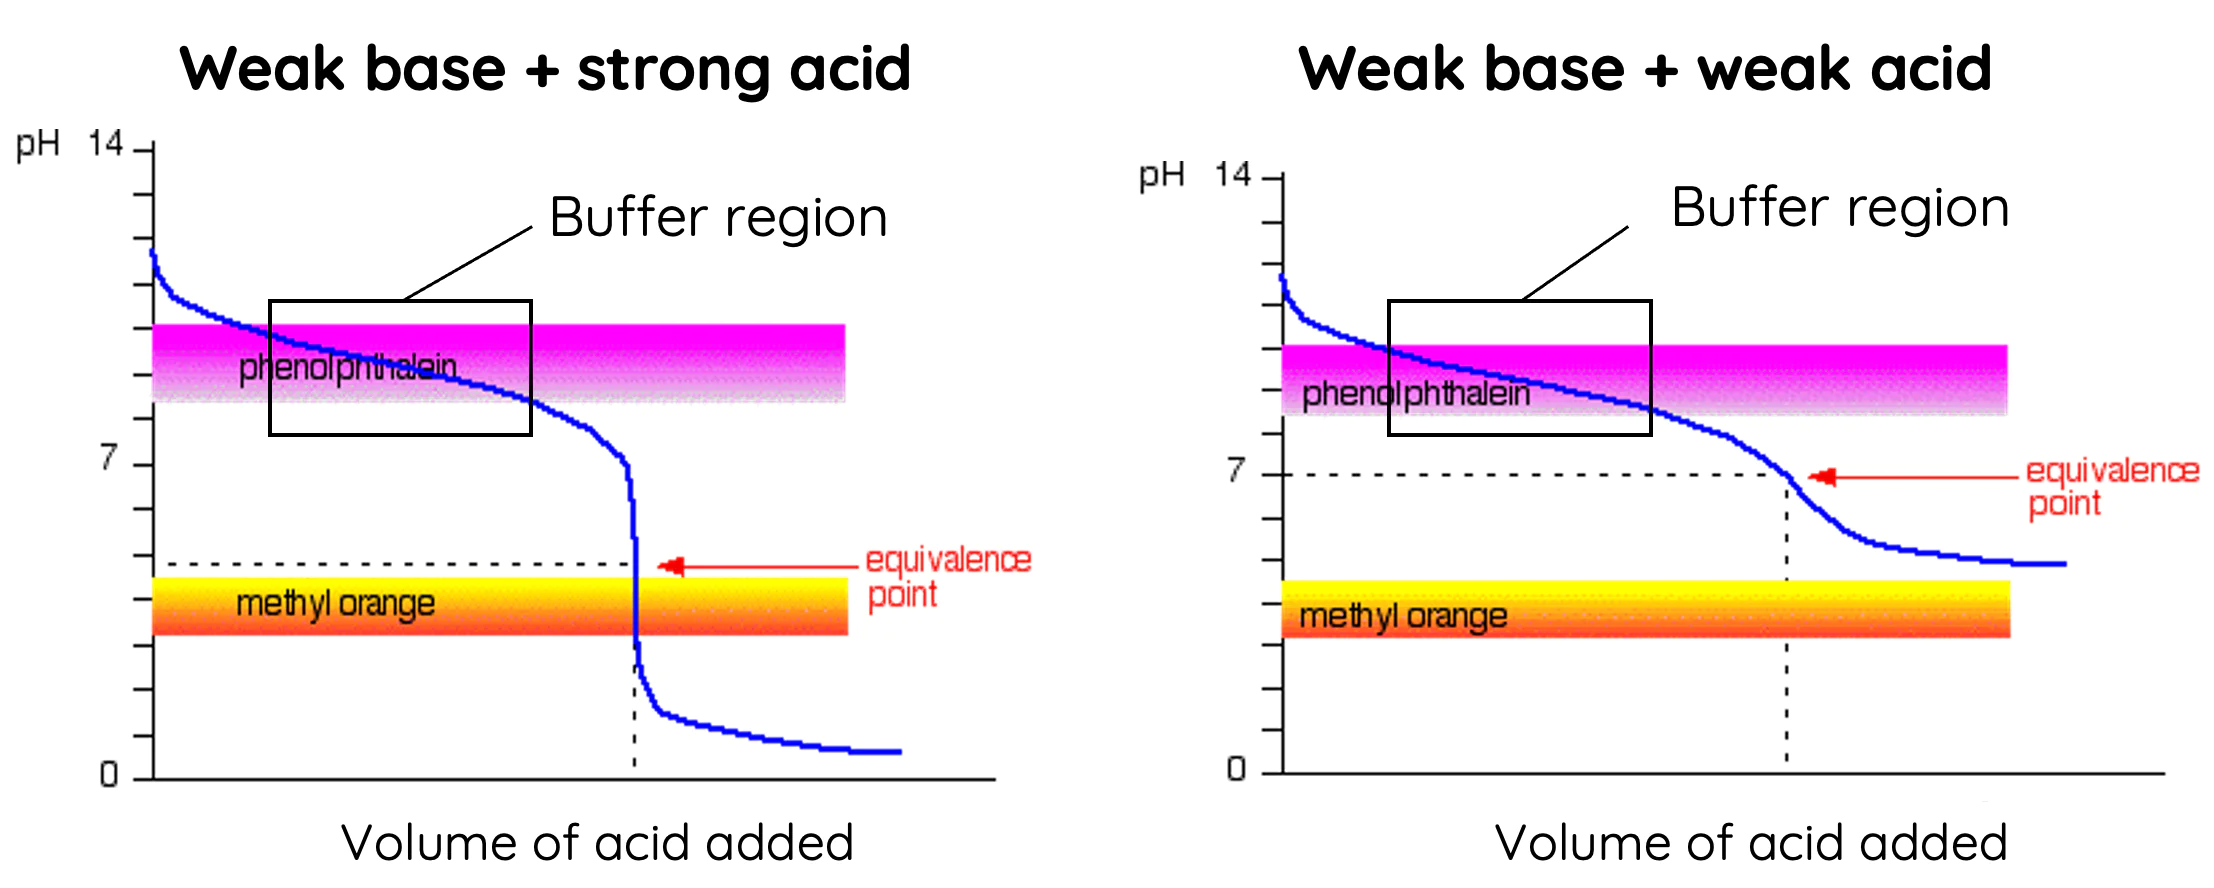 Weak base + strong acid
pH 14
Buffer region
phenolphthalein
7
equivalence
point
methyl orange
0
Volume of acid added
Weak base + weak acid
pH 14
Buffer region
phenolphthalein
7
equivalence
point
methyl orange
0
Volume of acid added